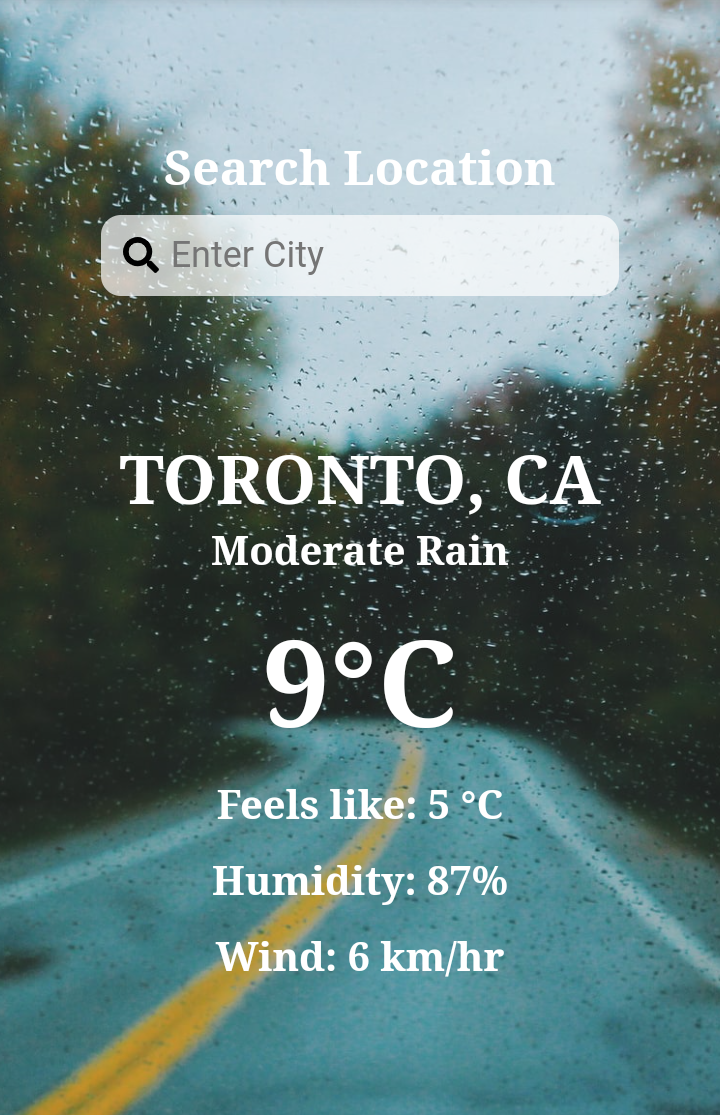 Search Location
Enter City
TORONTO, CA
Moderate Rain
9°C
Feels like: 5 °C
Humidity: 87%
Wind: 6 km/hr